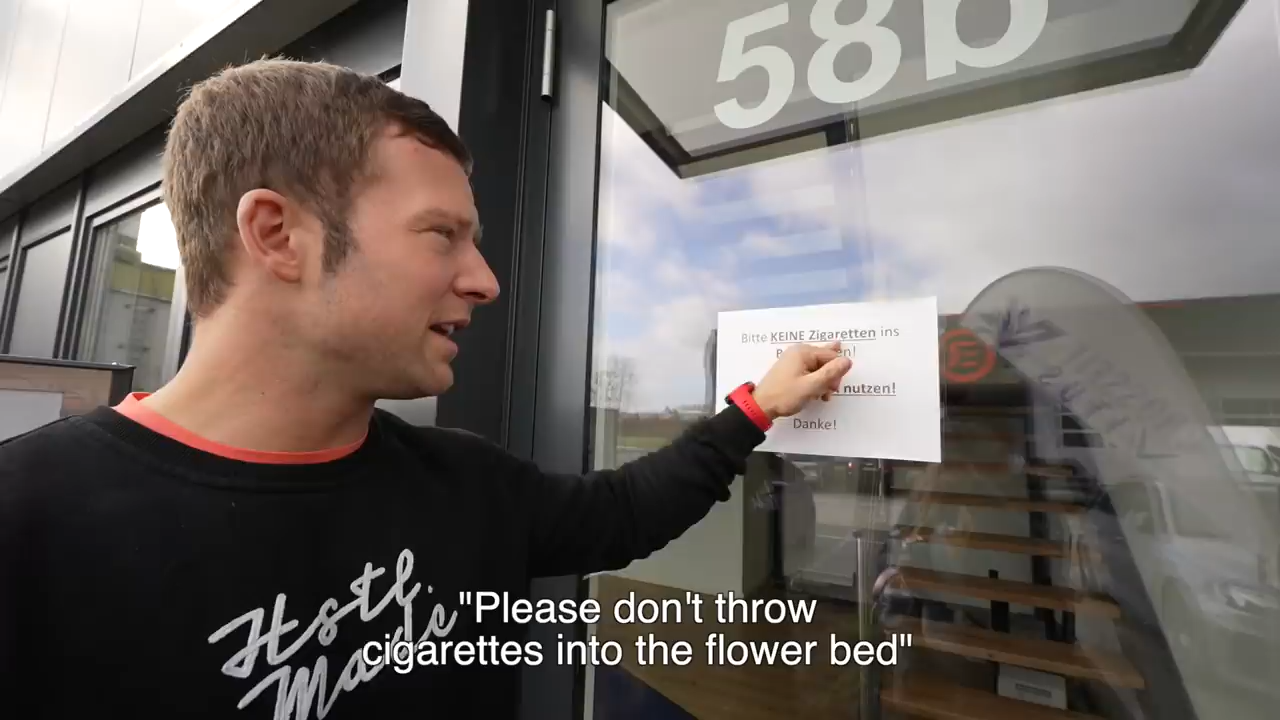 58b
Bitte KEINE Zigaretten ins
nutzen!
Danke!
E
Hstl.
Made
"Please don't throw
cigarettes into the flower bed"